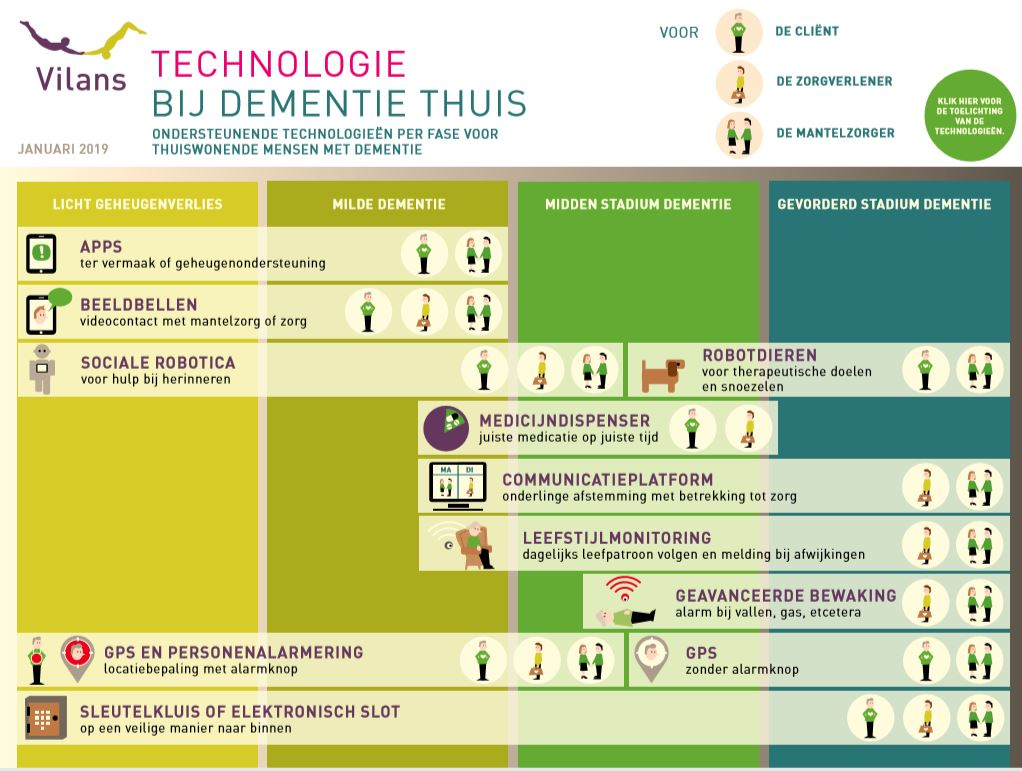 Vilans
TECHNOLOGIE
BIJ DEMENTIE THUIS
ONDERSTEUNENDE TECHNOLOGIEËN PER FASE VOOR
THUISWONENDE MENSEN MET DEMENTIE
JANUARI 2019
VOOR
DE CLIËNT
DE ZORGVERLENER
DE MANTELZORGER
KLIK HIER VOOR
DE TOELICHTING
VAN DE
TECHNOLOGIEËN.
LICHT GEHEUGENVERLIES
MILDE DEMENTIE
MIDDEN STADIUM DEMENTIE
GEVORDERD STADIUM DEMENTIE
APPS
ter vermaak of geheugenondersteuning
BEELDBELLEN
videocontact met mantelzorg of zorg
SOCIALE ROBOTICA
voor hulp bij herinneren
ROBOTDIEREN
voor therapeutische doelen
en snoezelen
MEDICIJNDISPENSER
juiste medicatie op juiste tijd
MA DI
COMMUNICATIEPLATFORM
onderlinge afstemming met betrekking tot zorg
LEEFSTIJLMONITORING
dagelijks leefpatroon volgen en melding bij afwijkingen
GEAVANCEERDE BEWAKING
alarm bij vallen, gas, etcetera
GPS EN PERSONENALARMERING
locatiebepaling met alarmknop
GPS
zonder alarmknop
SLEUTELKLUIS OF ELEKTRONISCH SLOT
op een veilige manier naar binnen